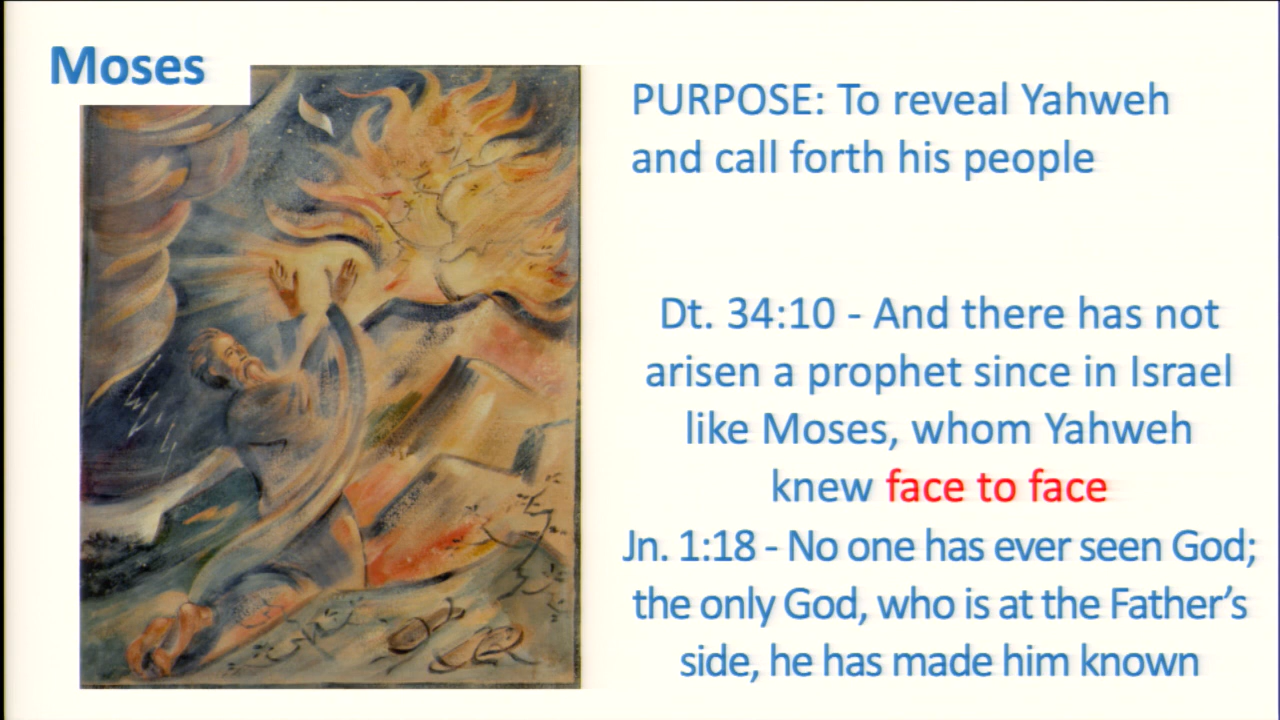 Moses
PURPOSE: To reveal Yahweh
and call forth his people
Dt. 34:10 - And there has not
arisen a prophet since in Israel
like Moses, whom Yahweh
knew face to face
Jn. 1:18 - No one has ever seen God;
the only God, who is at the Father’s
side, he has made him known